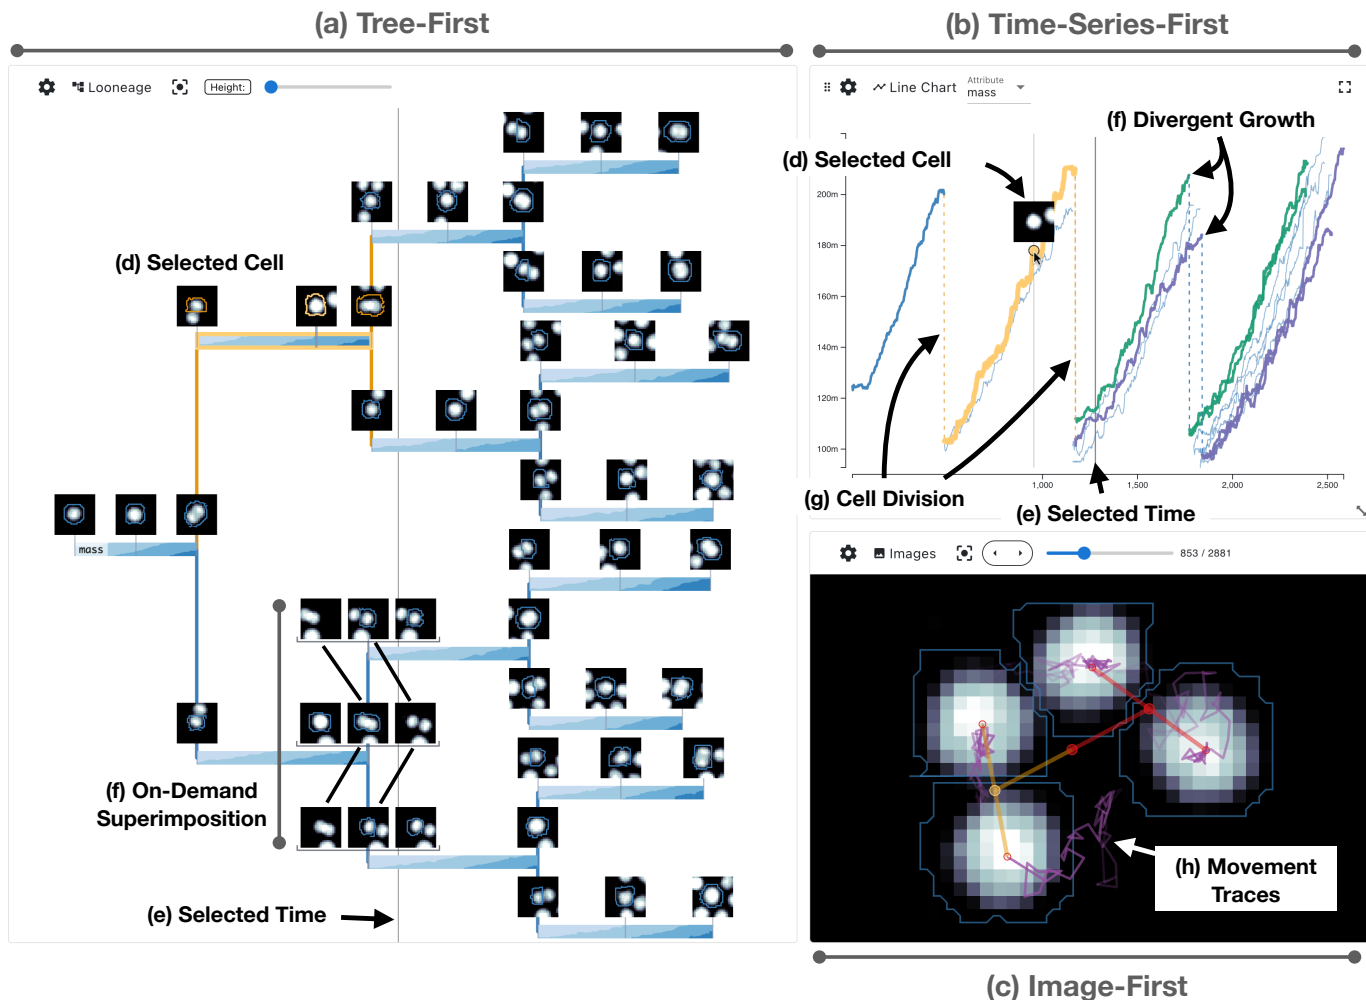 (a) Tree-First
(b) Time-Series-First
Looneage
Height:
Line Chart
Attribute
mass
(f) Divergent Growth
(d) Selected Cell
200m
180m
160m
140m
120m
100m
1,000
1,500
2,000
2,500
(g) Cell Division
(e) Selected Time
(d) Selected Cell
mass
(f) On-Demand
Superimposition
(e) Selected Time
Images
853 / 2881
(h) Movement
Traces
(c) Image-First